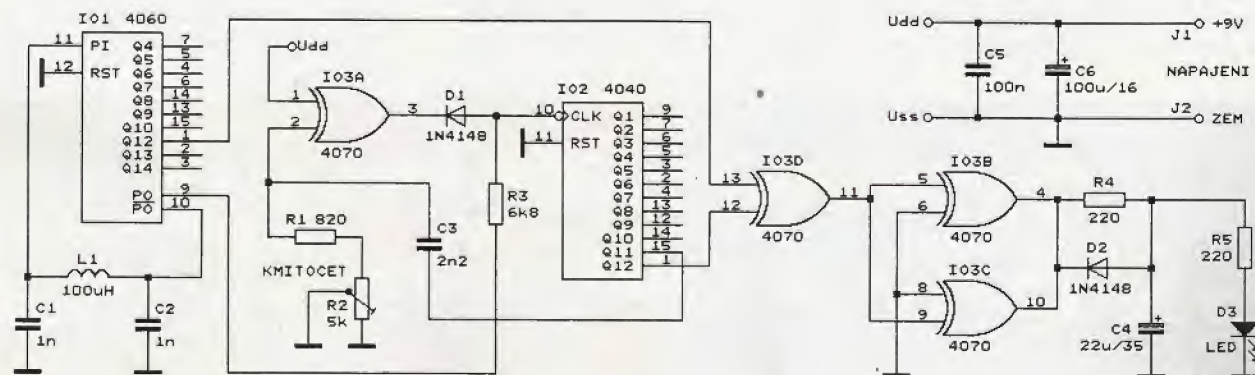 IO1 4060
11 PI
12 RST
Q4 7
Q5 5
Q6 4
Q7 6
Q8 14
Q9 13
Q10 15
Q12 1
Q13 2
Q14 3
PO 9
PO 10
L1
100uH
C1
1n
C2
1n
Udd
IO3A
1
2
3
4070
D1
1N4148
R1 820
KMITOCET
R2
5k
C3
2n2
R3
6k8
IO2 4040
10 CLK
11 RST
Q1 9
Q2 7
Q3 6
Q4 5
Q5 3
Q6 2
Q7 4
Q8 13
Q9 12
Q10 14
Q11 15
Q12 1
IO3D
13
12
11
4070
IO3B
5
6
4
4070
IO3C
8
9
10
4070
R4
220
D2
1N4148
C4
22u/35
R5
220
D3
LED
Udd
+9V
J1
C5
100n
C6
100u/16
NAPAJENI
J2
Uss
ZEM